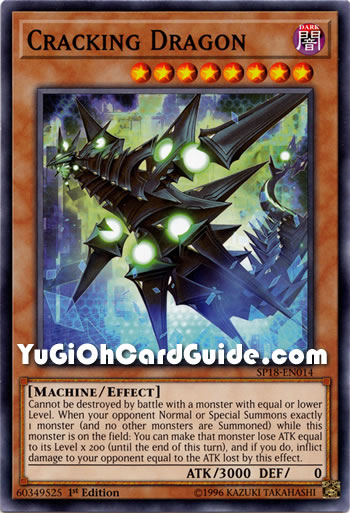 CRACKING DRAGON
DARK
闇
YuGiOhCardGuide.com
SP18-EN014
[MACHINE/EFFECT]
Cannot be destroyed by battle with a monster with equal or lower
Level. When your opponent Normal or Special Summons exactly
1 monster (and no other monsters are Summoned) while this
monster is on the field: You can make that monster lose ATK equal
to its Level x 200 (until the end of this turn), and if you do, inflict
damage to your opponent equal to the ATK lost by this effect.
ATK/3000 DEF/ 0
60349525 1st Edition ©1996 KAZUKI TAKAHASHI